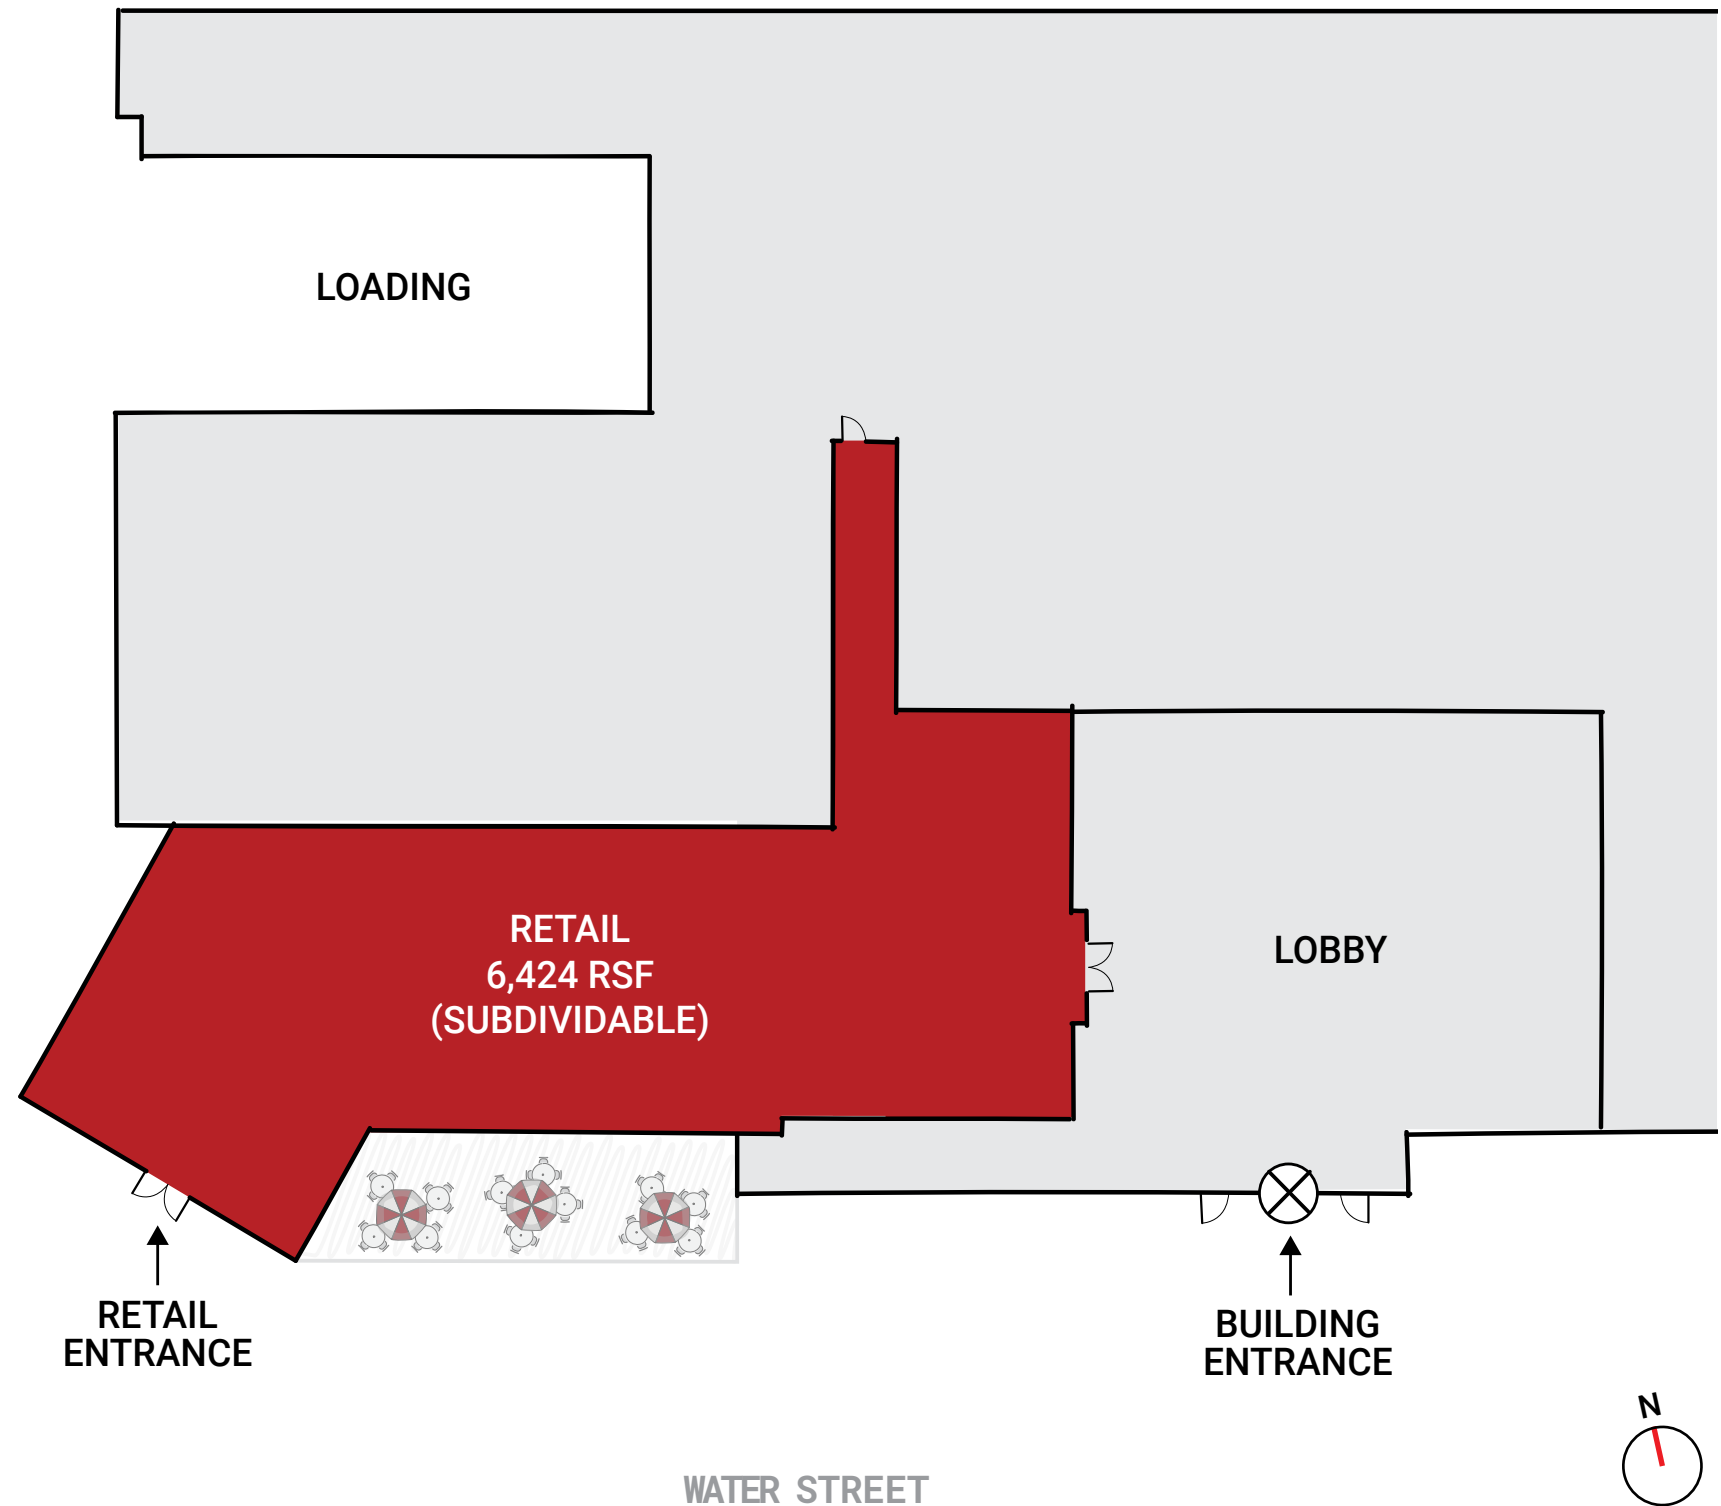 LOADING
RETAIL
6,424 RSF
(SUBDIVIDABLE)
LOBBY
RETAIL
ENTRANCE
BUILDING
ENTRANCE
N
WATER STREET